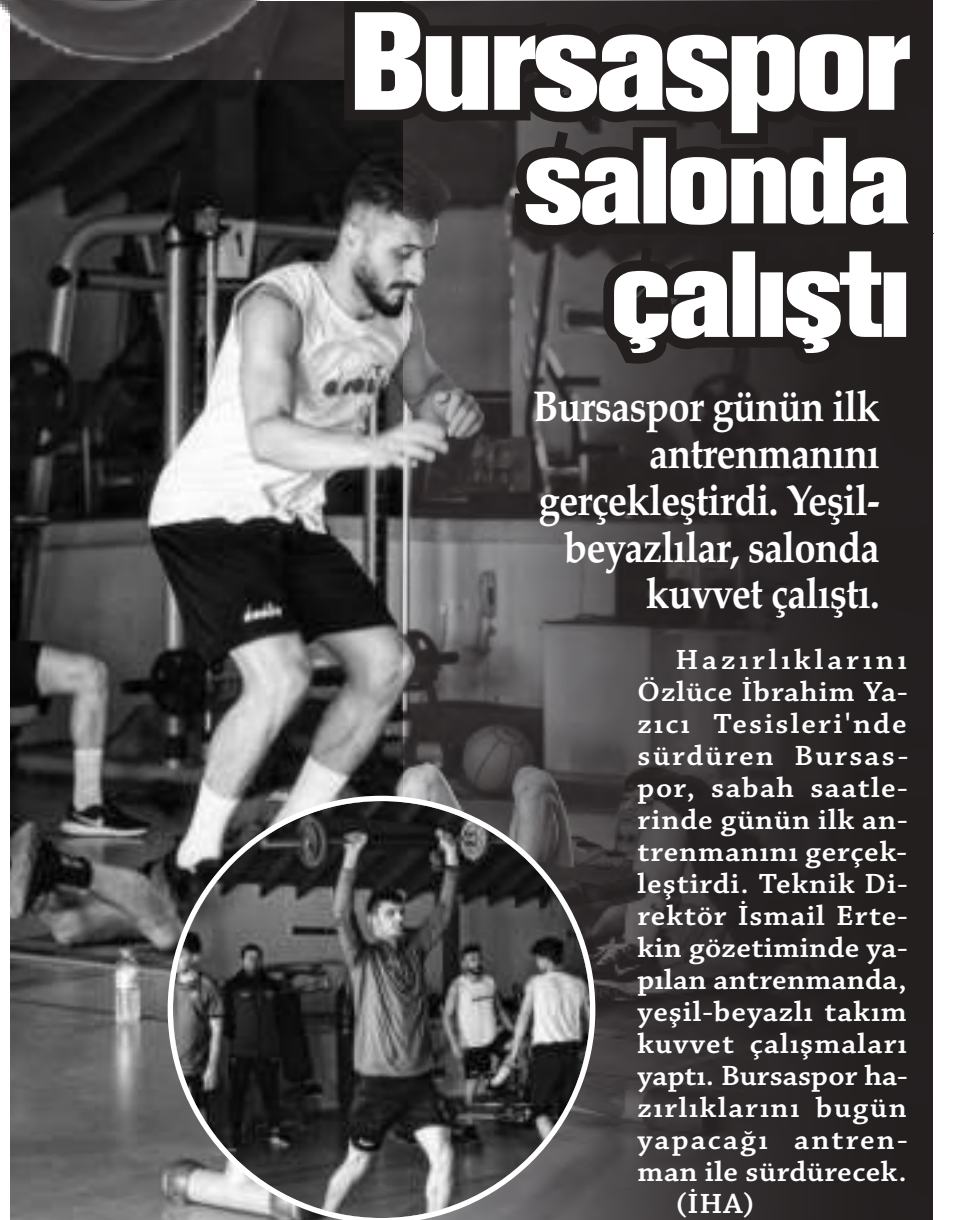 Bursaspor
salonda
çalıştı
Bursaspor günün ilk
antrenmanını
gerçekleştirdi. Yeşil-
beyazlılar, salonda
kuvvet çalıştı.
Hazırlıklarını
Özlüce İbrahim Ya-
zıcı Tesisleri'nde
sürdüren Bursas-
por, sabah saatle-
rinde günün ilk an-
trenmanını gerçek-
leştirdi. Teknik Di-
rektör İsmail Erte-
kin gözetiminde ya-
pılan antrenmanda,
yeşil-beyazlı takım
kuvvet çalışmaları
yaptı. Bursaspor ha-
zırlıklarını bugün
yapacağı antren-
man ile sürdürecek.
(İHA)
1